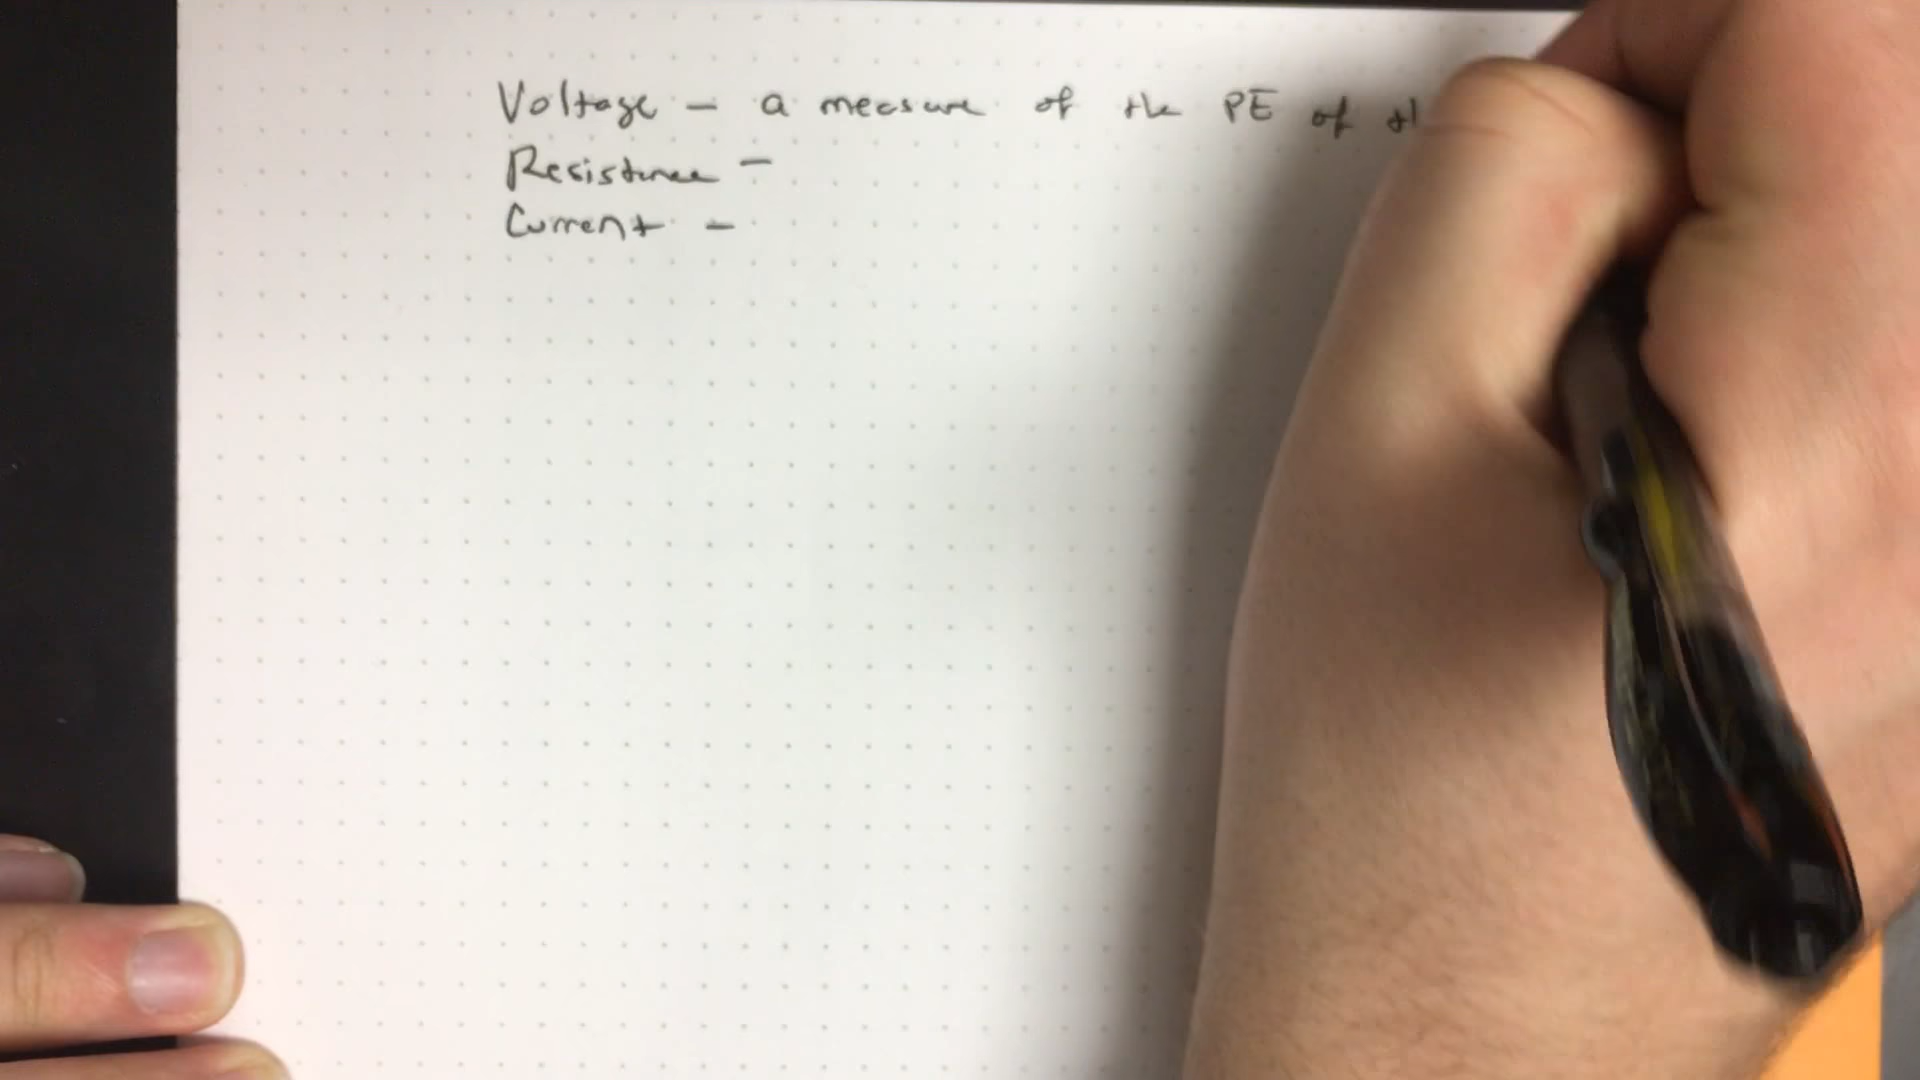 Voltage - a measure of the PE of
Resistance -
Current -